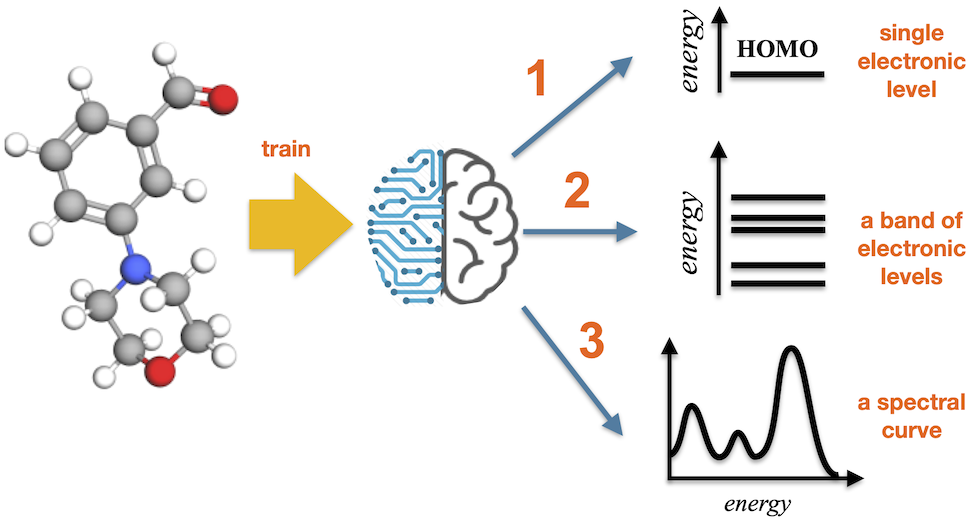 train
1
energy
HOMO
single
electronic
level
2
energy
a band of
electronic
levels
3
a spectral
curve
energy